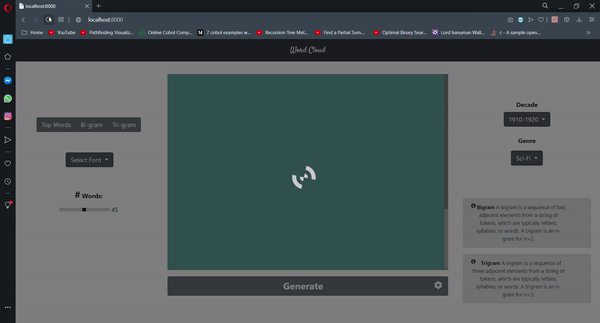 localhost:8000
localhost:8000
Home YouTube Pathfinding Visualiz... Online Cobol Compi... 7 cobol examples w... Recursion Tree Met... Find a Partial Sum... Optimal Binary Sear... Lord hanuman Wall... c - A sample open...
Word Cloud
Top Words Bi-gram Tri-gram
Select Font
# Words:
45
Generate
Decade
1910-1920
Genre
Sci-Fi
Bigram A bigram is a sequence of two
adjacent elements from a string of
tokens, which are typically letters,
syllables, or words. A bigram is an n-
gram for n=2.
Trigram A trigram is a sequence of
three adjacent elements from a string of
tokens, which are typically letters,
syllables, or words. A trigram is an n-
gram for n=3.